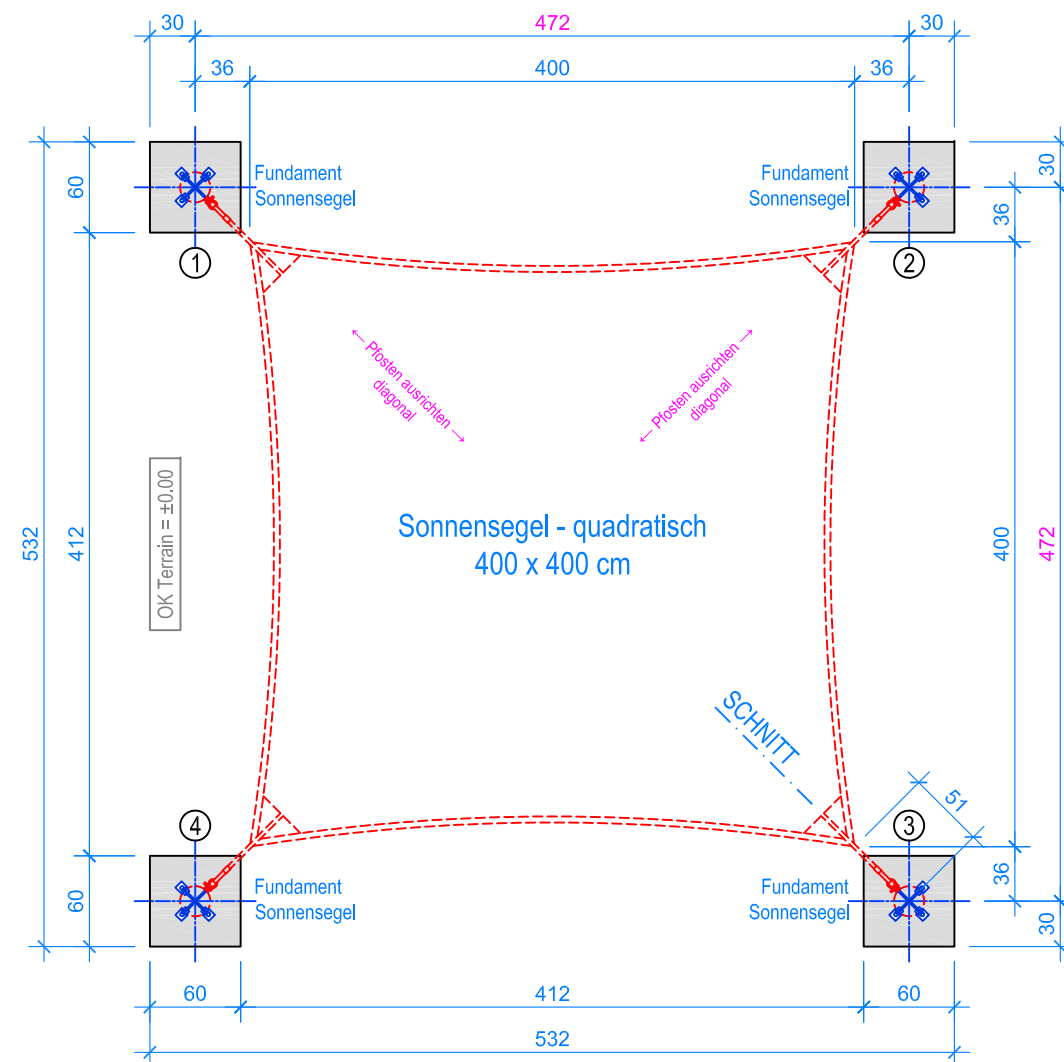 30
472
30
36
400
36
60
Fundament
Sonnensegel
1
Fundament
Sonnensegel
2
30
36
Pfosten ausrichten
diagonal
Pfosten ausrichten
diagonal
532
412
OK Terrain = ±0.00
Sonnensegel - quadratisch
400 x 400 cm
400
472
SCHNITT
51
4
3
60
Fundament
Sonnensegel
Fundament
Sonnensegel
36
30
60
412
60
532